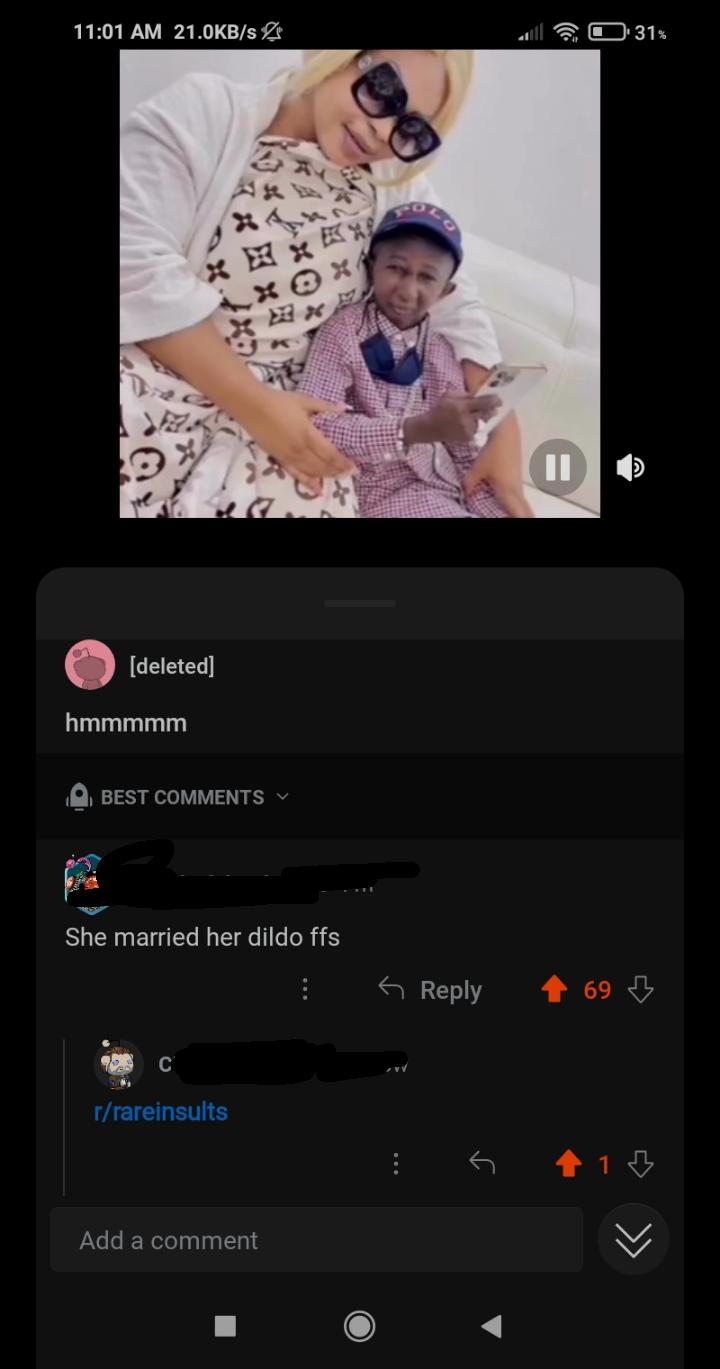 11:01 AM 21.0KB/s 31%
POLO
[deleted]
hmmmmm
BEST COMMENTS
She married her dildo ffs
Reply 69
r/rareinsults
1
Add a comment